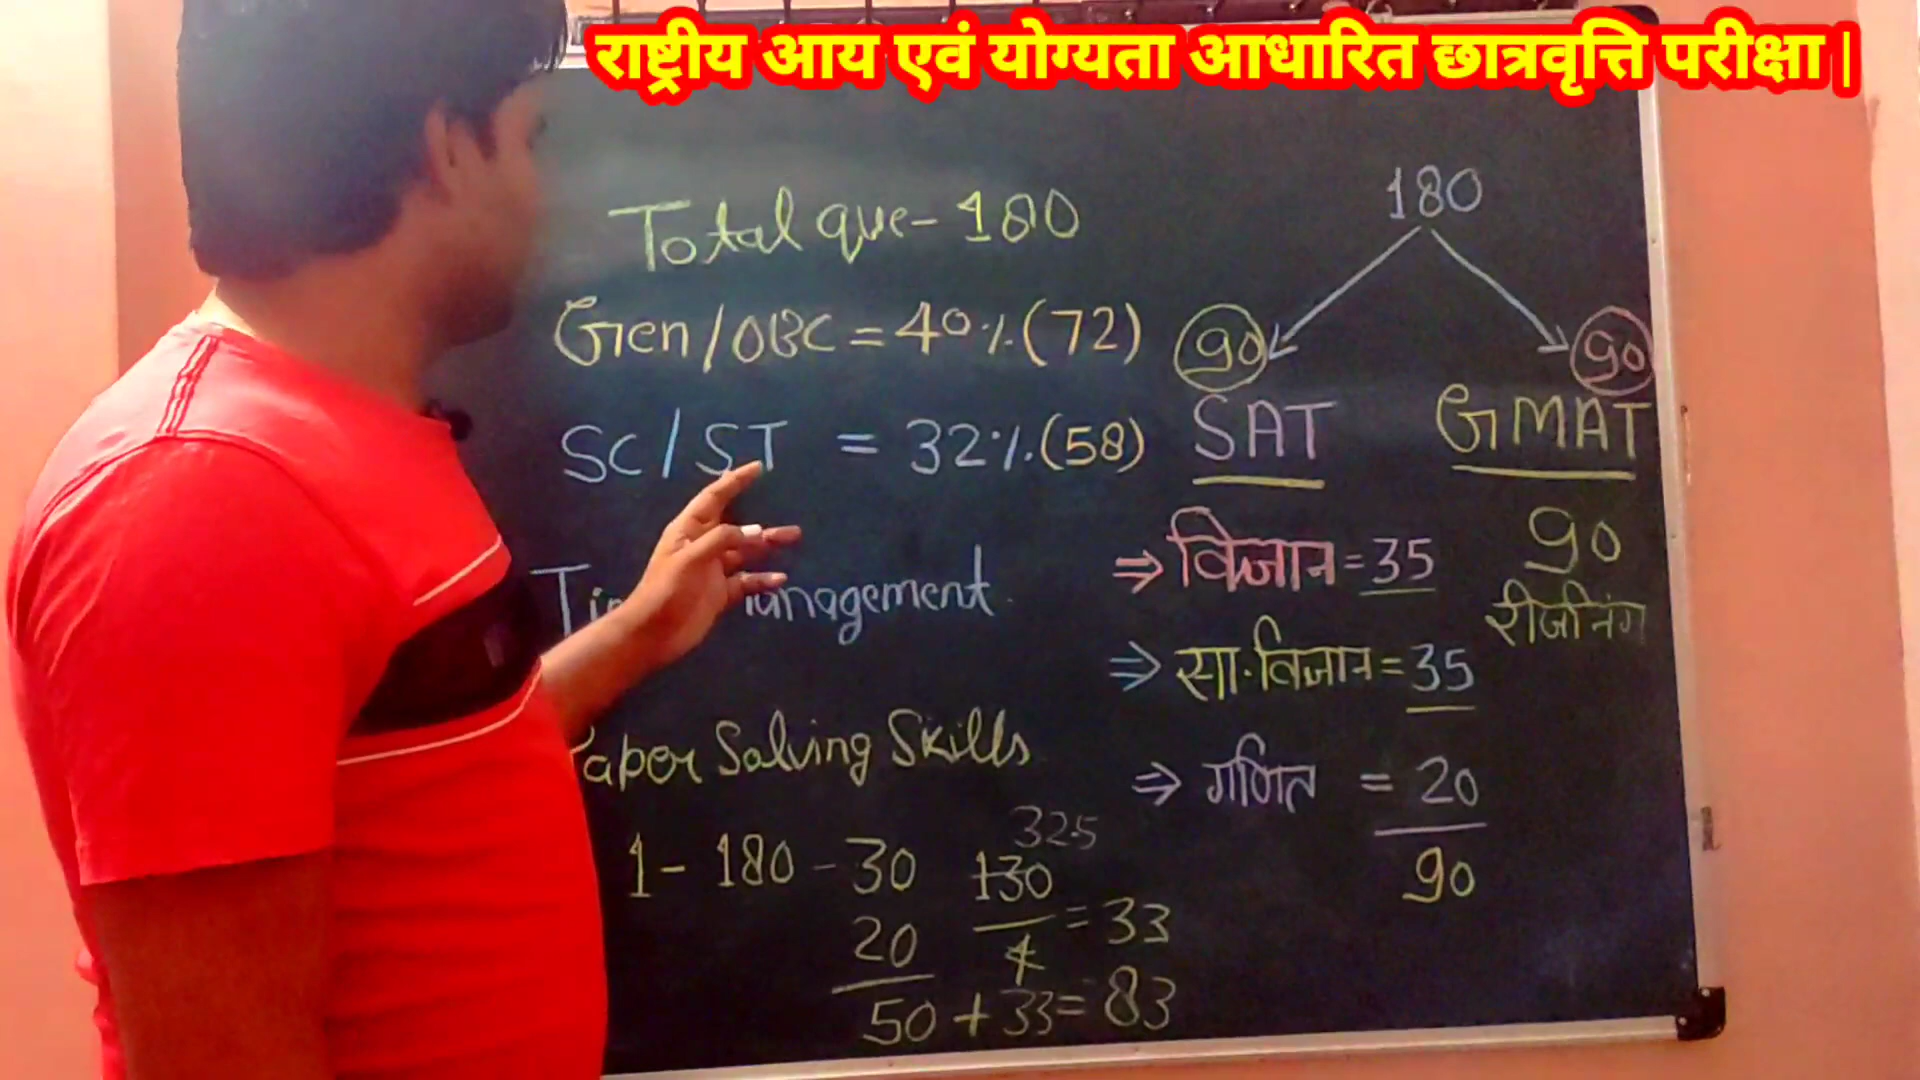 राष्ट्रीय आय एवं योग्यता आधारित छात्रवृत्ति परीक्षा |
Total que- 180
Gen/OBC = 40%.(72)
SC/ST = 32%.(58)
Management
Paper Solving Skills
1- 180 - 30
20
50 + 33 = 83
325
130
4
= 33
180
90
90
SAT
GMAT
⇒ विज्ञान = 35
⇒ सा.विज्ञान = 35
⇒ गणित = 20
90
90
रीजीनिंग